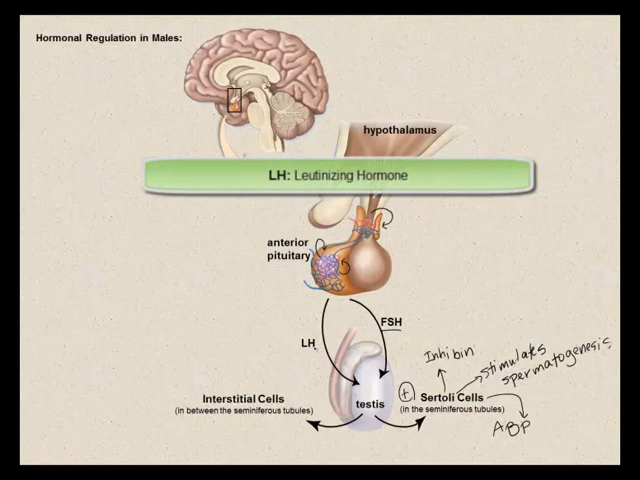 Hormonal Regulation in Males:
hypothalamus
LH: Leutinizing Hormone
anterior
pituitary
FSH
LH
Inhibin
Stimulates
spermatogenesis
Interstitial Cells
(in between the seminiferous tubules)
testis
(+)
Sertoli Cells
(in the seminiferous tubules)
ABP